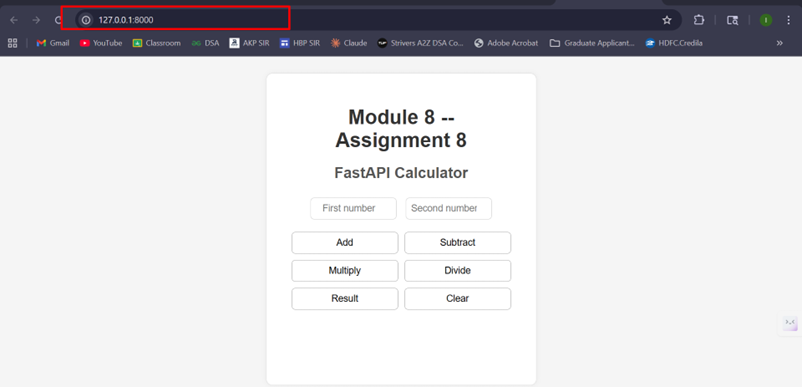 127.0.0.1:8000
Gmail YouTube Classroom DSA AKP SIR HBP SIR Claude Strivers A2Z DSA Co... Adobe Acrobat Graduate Applicant... HDFC.Credila »
Module 8 --
Assignment 8
FastAPI Calculator
First number Second number
Add Subtract
Multiply Divide
Result Clear